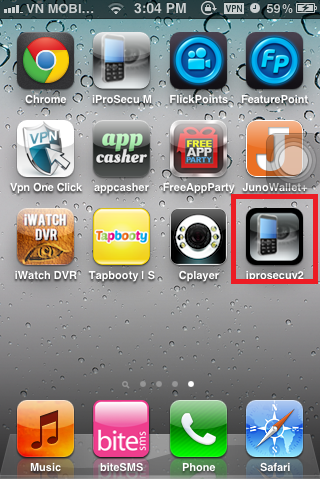 VN MOBI... 3:04 PM VPN 59%
Chrome iProSecu M FlickPoints FeaturePoint
VPN app casher FREE APP PARTY J
Vpn One Click appcasher FreeAppParty JunoWallet+
iWATCH DVR Tapbooty
iWatch DVR Tapbooty I S Cplayer iprosecuv2
bite sms
Music biteSMS Phone Safari